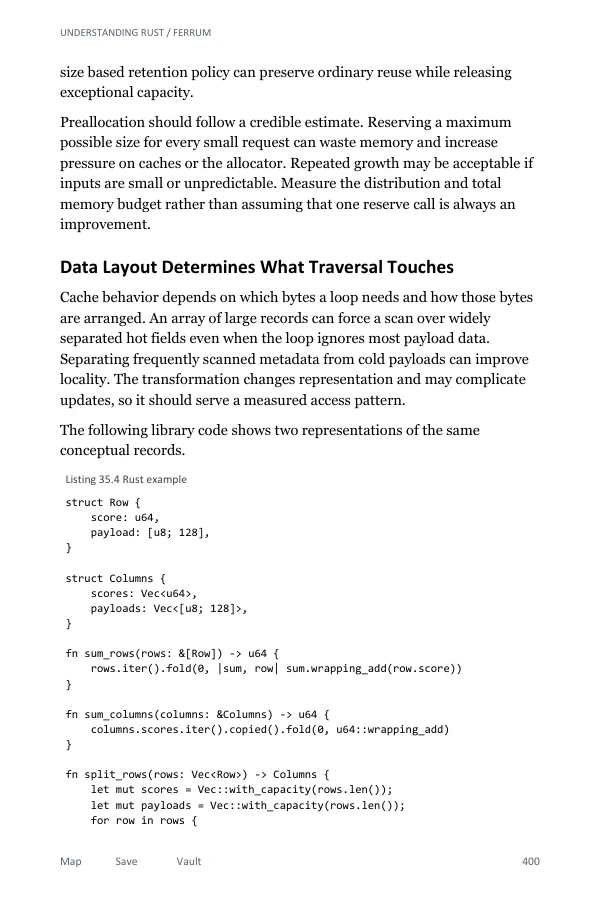 UNDERSTANDING RUST / FERRUM
size based retention policy can preserve ordinary reuse while releasing
exceptional capacity.
Preallocation should follow a credible estimate. Reserving a maximum
possible size for every small request can waste memory and increase
pressure on caches or the allocator. Repeated growth may be acceptable if
inputs are small or unpredictable. Measure the distribution and total
memory budget rather than assuming that one reserve call is always an
improvement.
Data Layout Determines What Traversal Touches
Cache behavior depends on which bytes a loop needs and how those bytes
are arranged. An array of large records can force a scan over widely
separated hot fields even when the loop ignores most payload data.
Separating frequently scanned metadata from cold payloads can improve
locality. The transformation changes representation and may complicate
updates, so it should serve a measured access pattern.
The following library code shows two representations of the same
conceptual records.
Listing 35.4 Rust example
struct Row {
    score: u64,
    payload: [u8; 128],
}
struct Columns {
    scores: Vec<u64>,
    payloads: Vec<[u8; 128]>,
}
fn sum_rows(rows: &[Row]) -> u64 {
    rows.iter().fold(0, |sum, row| sum.wrapping_add(row.score))
}
fn sum_columns(columns: &Columns) -> u64 {
    columns.scores.iter().copied().fold(0, u64::wrapping_add)
}
fn split_rows(rows: Vec<Row>) -> Columns {
    let mut scores = Vec::with_capacity(rows.len());
    let mut payloads = Vec::with_capacity(rows.len());
    for row in rows {
Map Save Vault 400